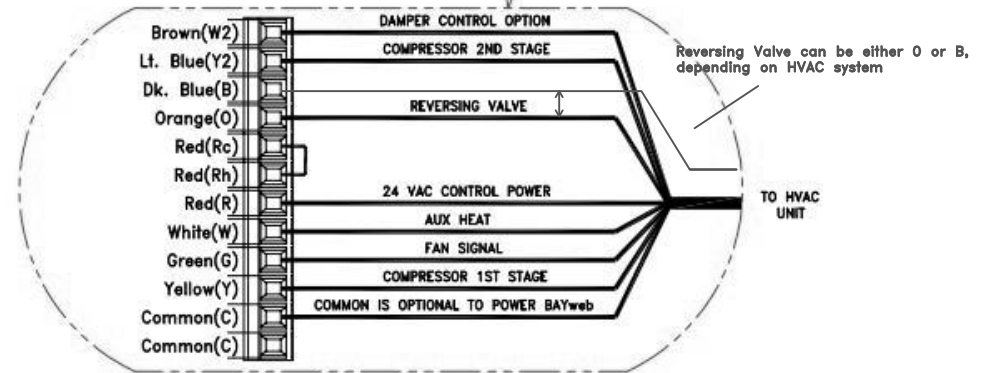 Brown(W2)
DAMPER CONTROL OPTION
Lt. Blue(Y2)
COMPRESSOR 2ND STAGE
Reversing Valve can be either O or B,
depending on HVAC system
Dk. Blue(B)
Orange(O)
REVERSING VALVE
Red(Rc)
Red(Rh)
Red(R)
24 VAC CONTROL POWER
TO HVAC
UNIT
White(W)
AUX HEAT
Green(G)
FAN SIGNAL
Yellow(Y)
COMPRESSOR 1ST STAGE
Common(C)
COMMON IS OPTIONAL TO POWER BAYweb
Common(C)